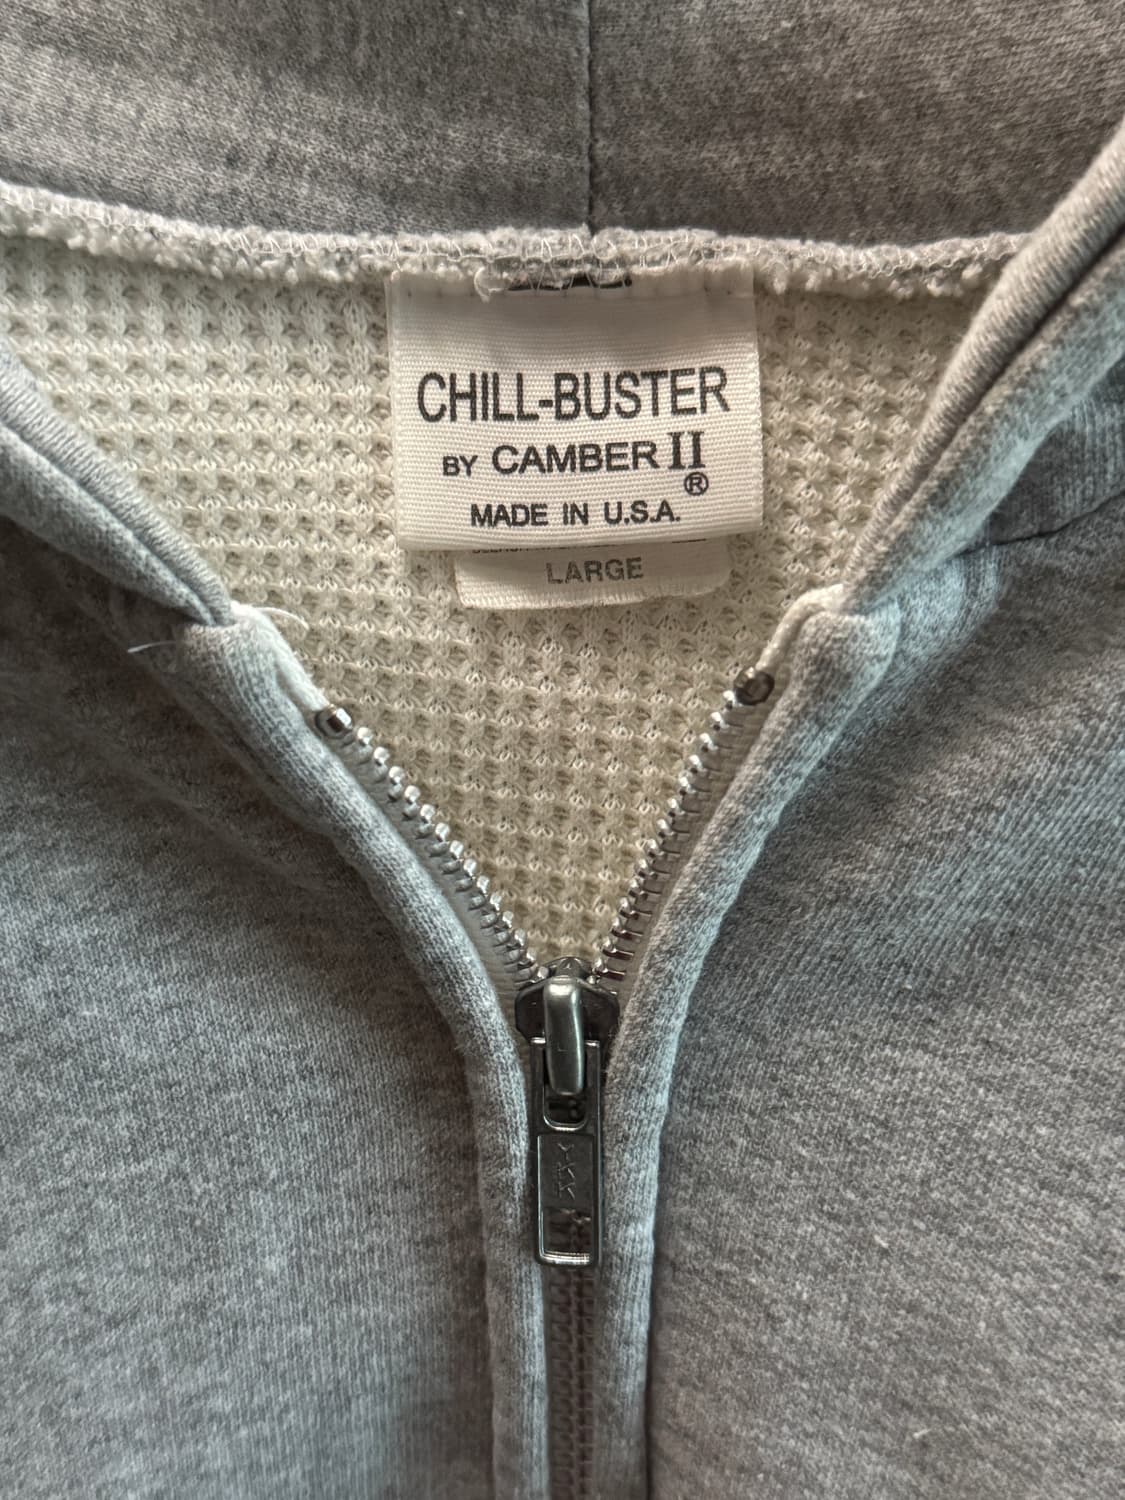 CHILL-BUSTER
BY CAMBER II
®
MADE IN U.S.A.
LARGE
YKK